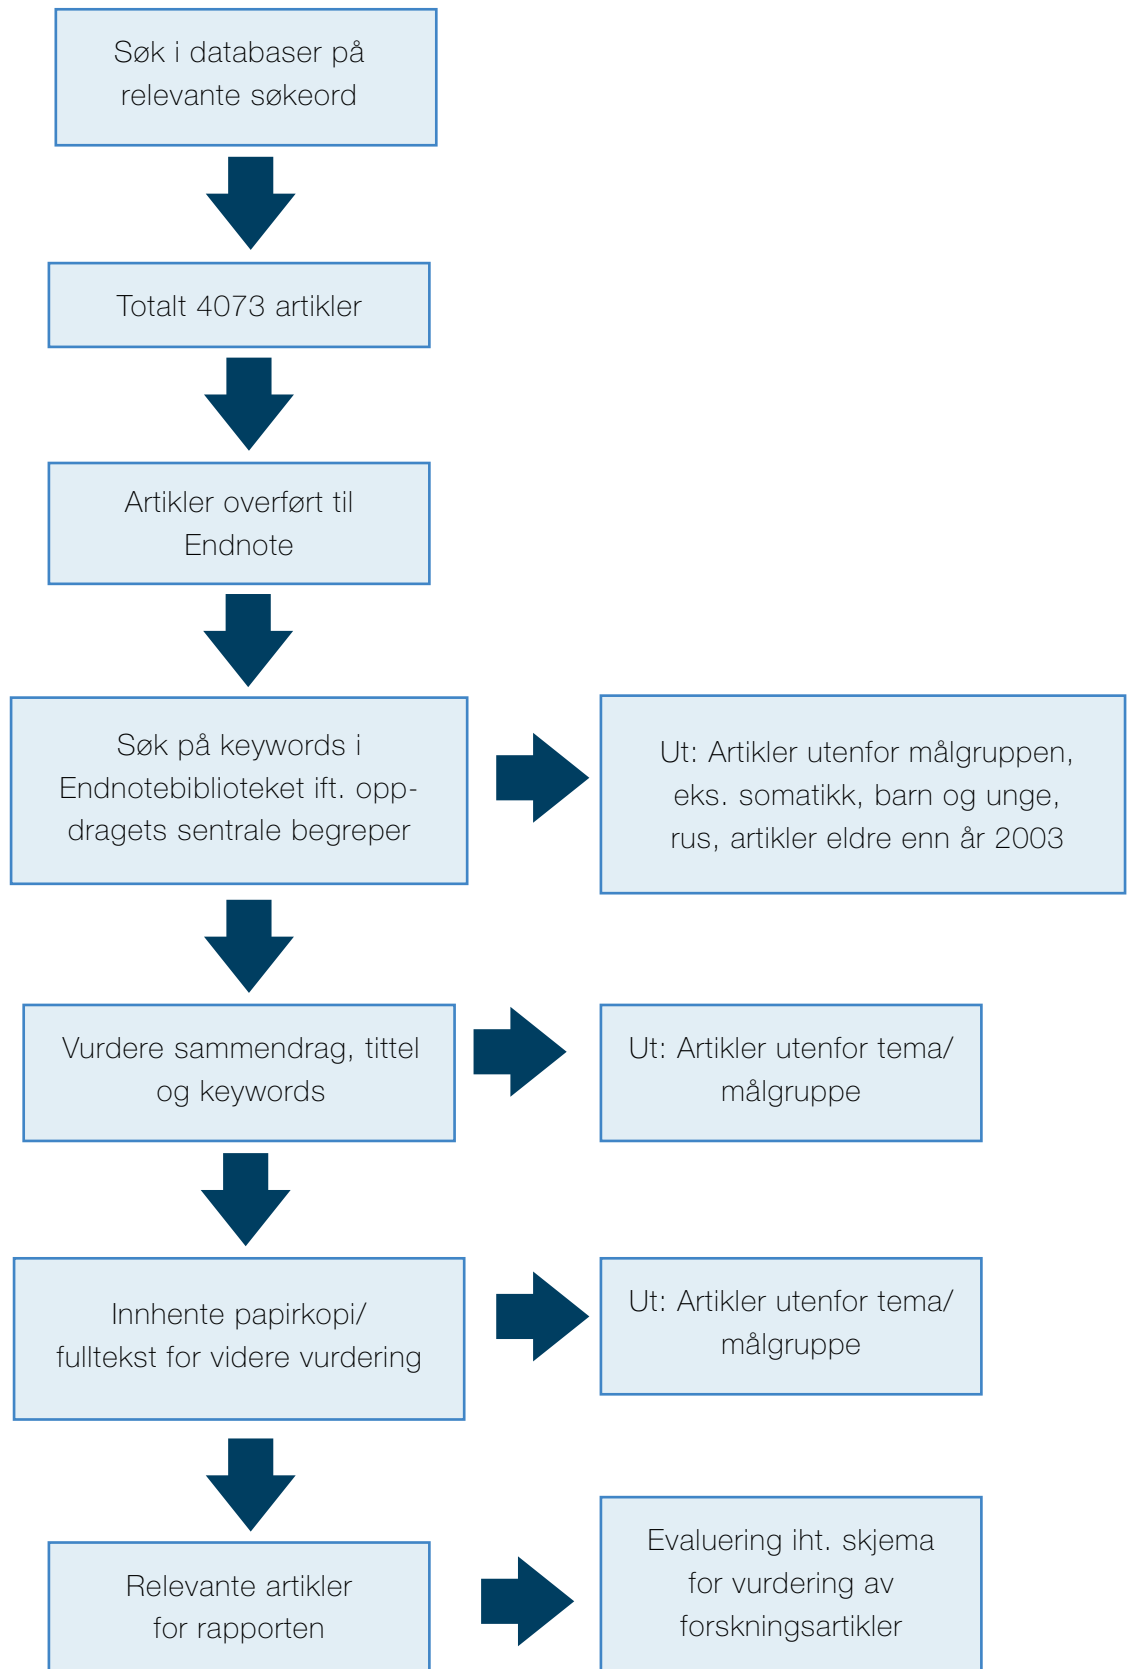 Søk i databaser på
relevante søkeord
Totalt 4073 artikler
Artikler overført til
Endnote
Søk på keywords i
Endnotebiblioteket ift. opp-
dragets sentrale begreper
Ut: Artikler utenfor målgruppen,
eks. somatikk, barn og unge,
rus, artikler eldre enn år 2003
Vurdere sammendrag, tittel
og keywords
Ut: Artikler utenfor tema/
målgruppe
Innhente papirkopi/
fulltekst for videre vurdering
Ut: Artikler utenfor tema/
målgruppe
Relevante artikler
for rapporten
Evaluering iht. skjema
for vurdering av
forskningsartikler